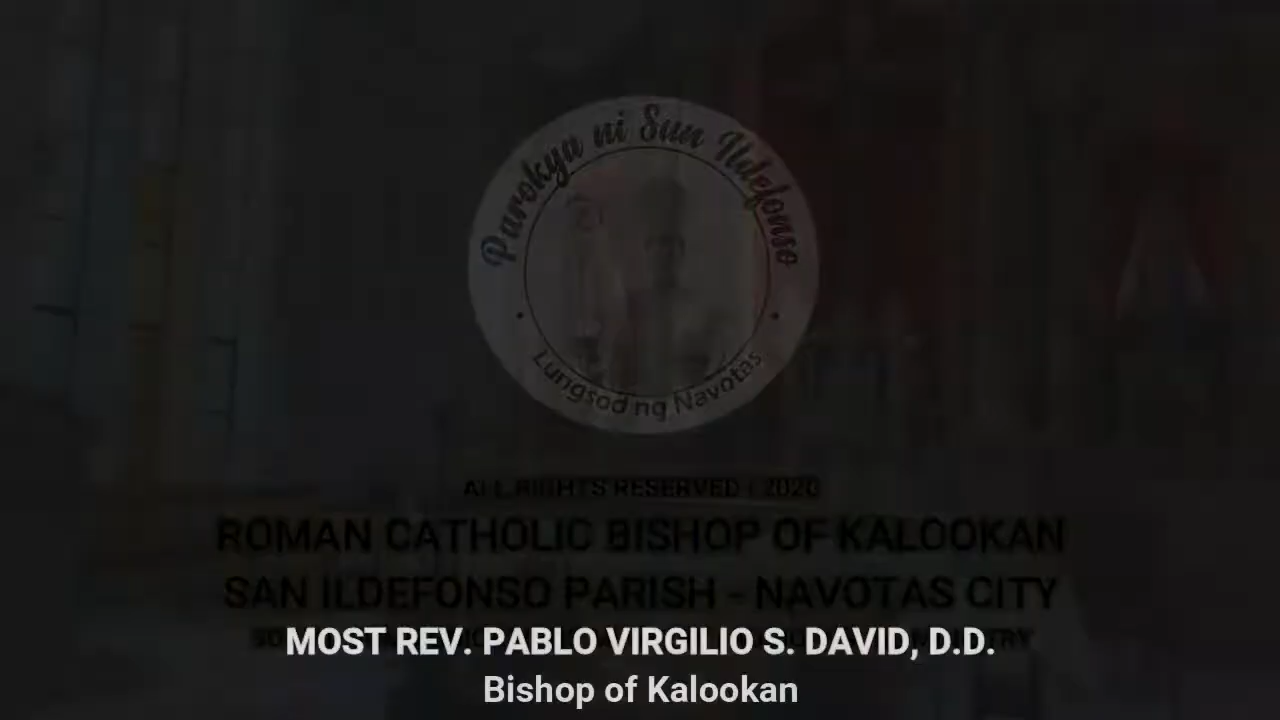 Parokya ni San Ildefonso
Lungsod ng Navotas
ALL RIGHTS RESERVED | 2020
ROMAN CATHOLIC BISHOP OF KALOOKAN
SAN ILDEFONSO PARISH - NAVOTAS CITY
MOST REV. PABLO VIRGILIO S. DAVID, D.D.
Bishop of Kalookan